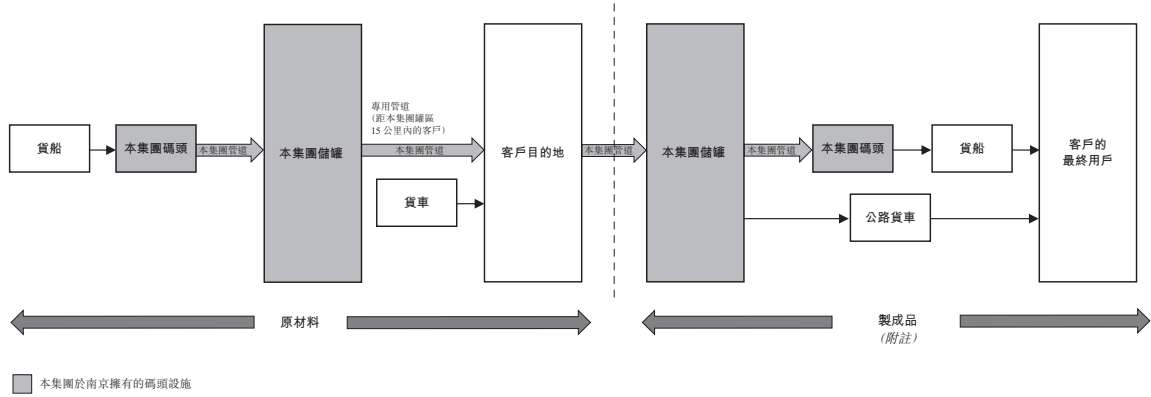 專用管道
(距本集團罐區
15 公里內的客戶)
貨船
本集團碼頭
本集團管道
本集團儲罐
本集團管道
貨車
客戶目的地
本集團管道
本集團儲罐
本集團管道
本集團碼頭
貨船
公路貨車
客戶的
最終用戶
原材料
製成品
(附註)
本集團於南京擁有的碼頭設施